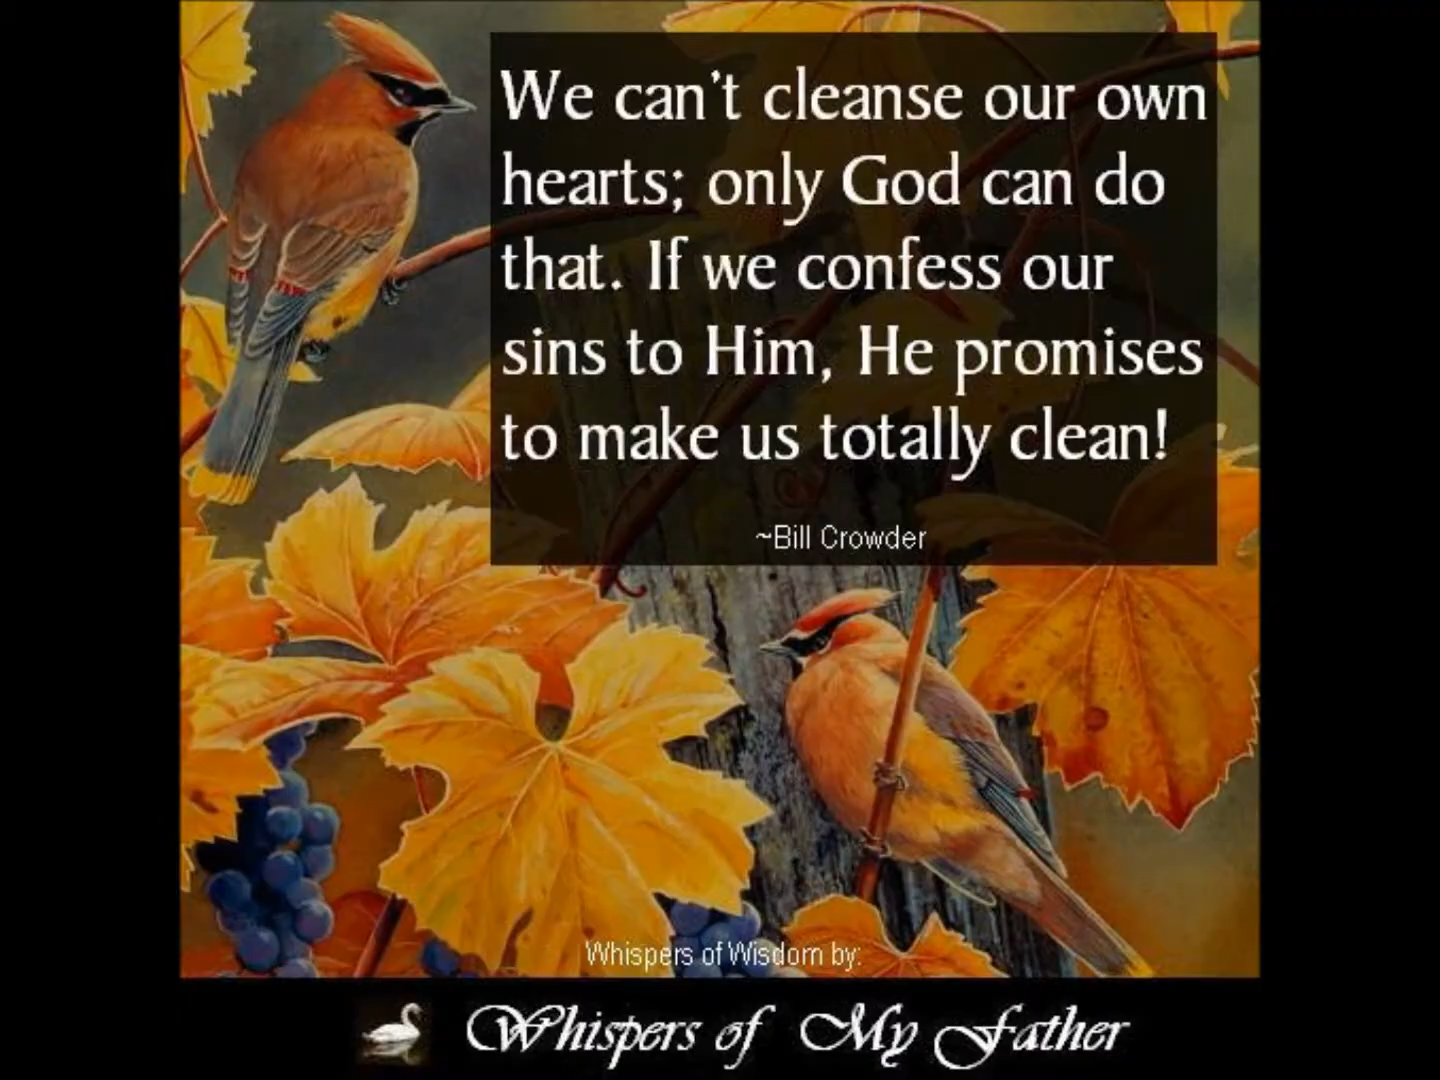 We can't cleanse our own
hearts; only God can do
that. If we confess our
sins to Him, He promises
to make us totally clean!
~Bill Crowder
Whispers of Wisdom by:
Whispers of My Father